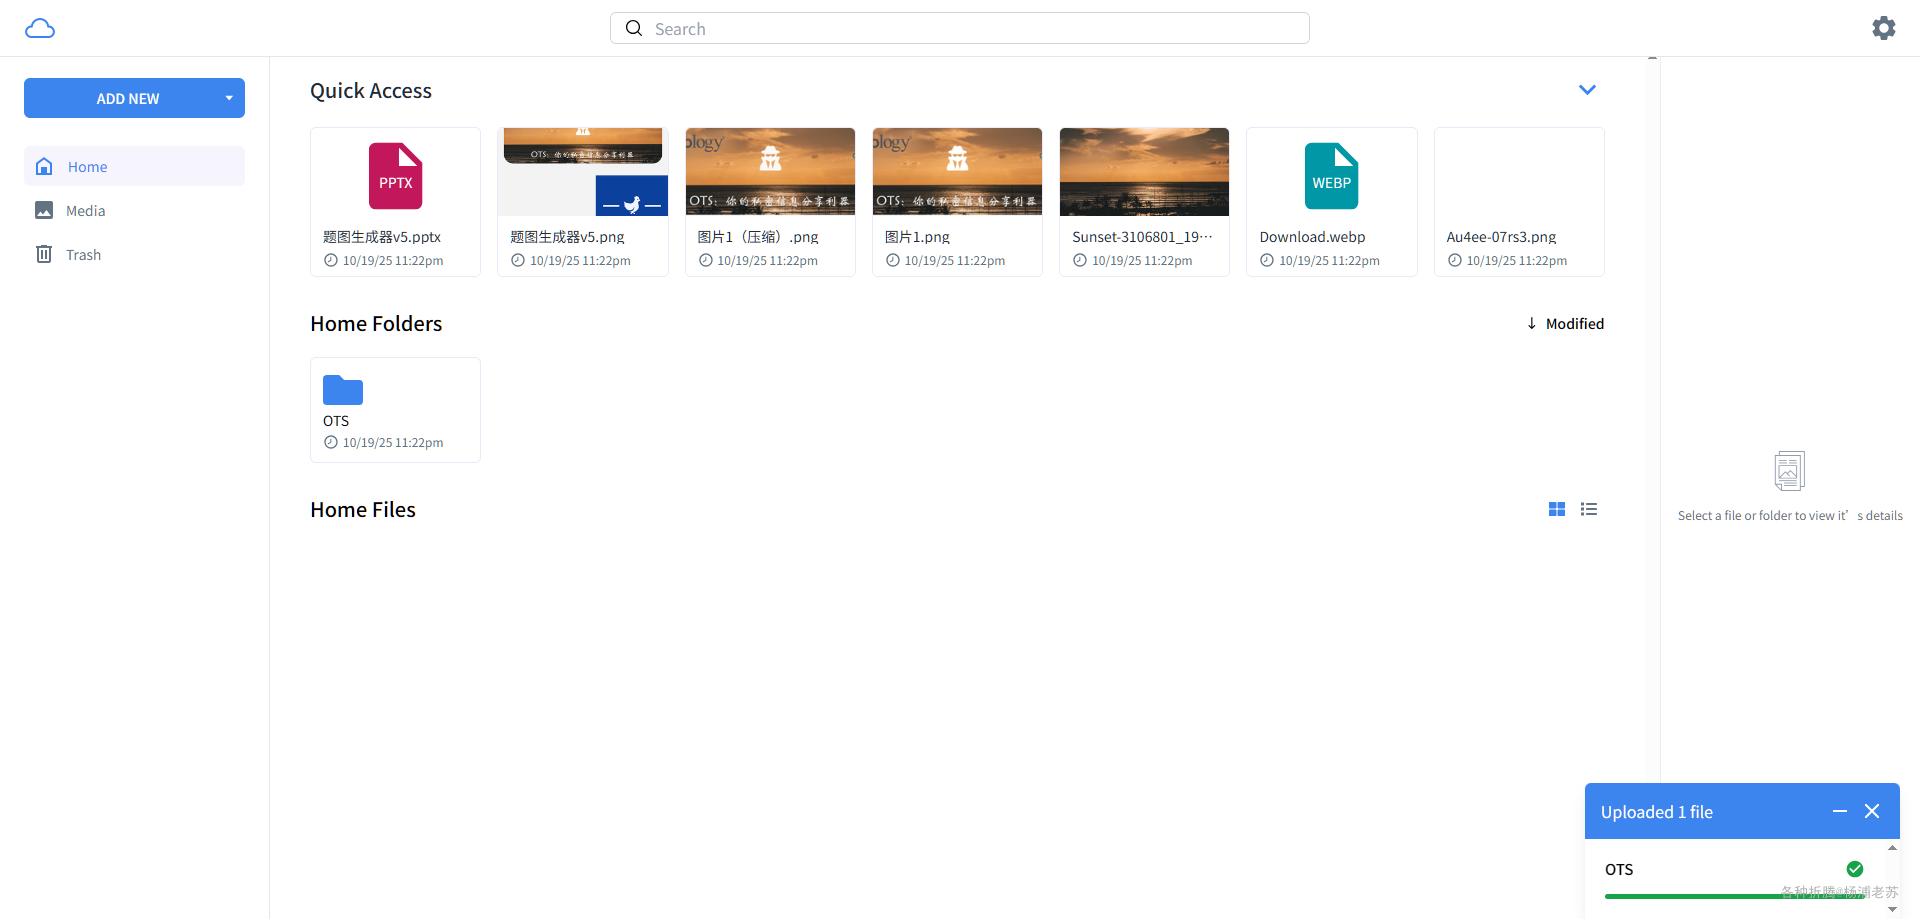 Search
ADD NEW
Home
Media
Trash
Quick Access
PPTX
题图生成器v5.pptx
10/19/25 11:22pm
OTS：你的私密信息分享利器
题图生成器v5.png
10/19/25 11:22pm
ology
OTS：你的私密信息分享利器
图片1（压缩）.png
10/19/25 11:22pm
ology
OTS：你的私密信息分享利器
图片1.png
10/19/25 11:22pm
Sunset-3106801_19…
10/19/25 11:22pm
WEBP
Download.webp
10/19/25 11:22pm
Au4ee-07rs3.png
10/19/25 11:22pm
Home Folders
Modified
OTS
10/19/25 11:22pm
Home Files
Select a file or folder to view it’s details
Uploaded 1 file
OTS
各种折腾@杨浦老苏